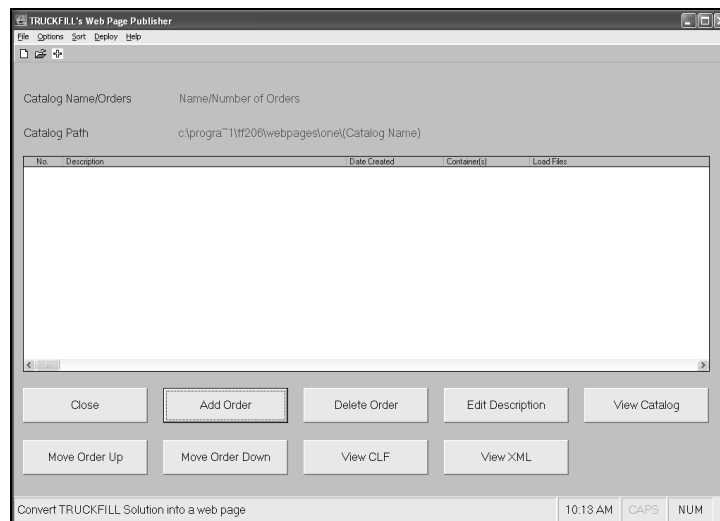 TRUCKFILL's Web Page Publisher
File Options Sort Deploy Help
Catalog Name/Orders Name/Number of Orders
Catalog Path c:\progra~1\tf206\webpages\one\(Catalog Name)
No. Description Date Created Container(s) Load Files
Close Add Order Delete Order Edit Description View Catalog
Move Order Up Move Order Down View CLF View XML
Convert TRUCKFILL Solution into a web page 10:13 AM CAPS NUM